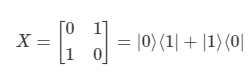 X = [0 1; 1 0] = |0⟩⟨1| + |1⟩⟨0|